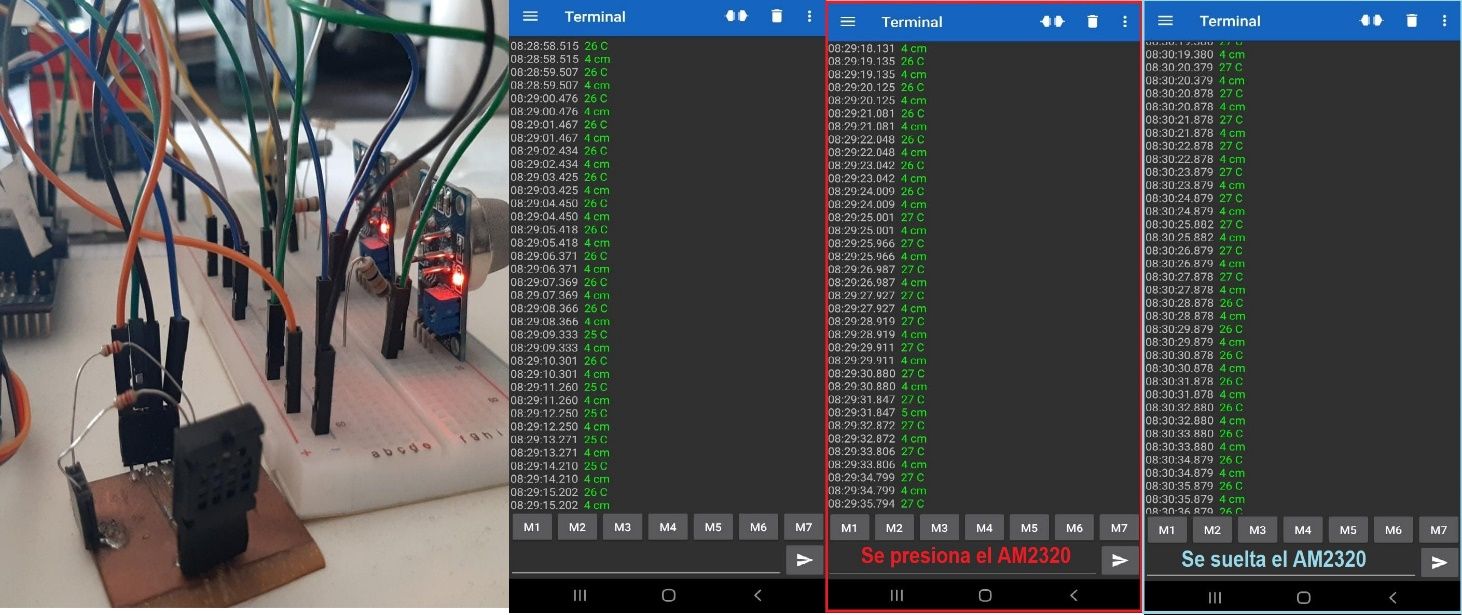 Terminal
08:28:58.515 26 C
08:28:58.515 4 cm
08:28:59.507 26 C
08:28:59.507 4 cm
08:29:00.476 26 C
08:29:00.476 4 cm
08:29:01.467 26 C
08:29:01.467 4 cm
08:29:02.434 26 C
08:29:02.434 4 cm
08:29:03.425 26 C
08:29:03.425 4 cm
08:29:04.450 26 C
08:29:04.450 4 cm
08:29:05.418 26 C
08:29:05.418 4 cm
08:29:06.371 26 C
08:29:06.371 4 cm
08:29:07.369 26 C
08:29:07.369 4 cm
08:29:08.366 26 C
08:29:08.366 4 cm
08:29:09.333 25 C
08:29:09.333 4 cm
08:29:10.301 26 C
08:29:10.301 4 cm
08:29:11.260 25 C
08:29:11.260 4 cm
08:29:12.250 25 C
08:29:12.250 4 cm
08:29:13.271 25 C
08:29:13.271 4 cm
08:29:14.210 25 C
08:29:14.210 4 cm
08:29:15.202 26 C
08:29:15.202 4 cm
M1 M2 M3 M4 M5 M6 M7
Terminal
08:29:18.131 4 cm
08:29:19.135 26 C
08:29:19.135 4 cm
08:29:20.125 26 C
08:29:20.125 4 cm
08:29:21.081 26 C
08:29:21.081 4 cm
08:29:22.048 26 C
08:29:22.048 4 cm
08:29:23.042 26 C
08:29:23.042 4 cm
08:29:24.009 26 C
08:29:24.009 4 cm
08:29:25.001 27 C
08:29:25.001 4 cm
08:29:25.966 27 C
08:29:25.966 4 cm
08:29:26.987 27 C
08:29:26.987 4 cm
08:29:27.927 27 C
08:29:27.927 4 cm
08:29:28.919 27 C
08:29:28.919 4 cm
08:29:29.911 27 C
08:29:29.911 4 cm
08:29:30.880 27 C
08:29:30.880 4 cm
08:29:31.847 27 C
08:29:31.847 5 cm
08:29:32.872 27 C
08:29:32.872 4 cm
08:29:33.806 27 C
08:29:33.806 4 cm
08:29:34.799 27 C
08:29:34.799 4 cm
08:29:35.794 27 C
M1 M2 M3 M4 M5 M6 M7
Se presiona el AM2320
Terminal
08:30:19.380 27 C
08:30:19.380 4 cm
08:30:20.379 27 C
08:30:20.379 4 cm
08:30:20.878 27 C
08:30:20.878 4 cm
08:30:21.878 27 C
08:30:21.878 4 cm
08:30:22.878 27 C
08:30:22.878 4 cm
08:30:23.879 27 C
08:30:23.879 4 cm
08:30:24.879 27 C
08:30:24.879 4 cm
08:30:25.882 27 C
08:30:25.882 4 cm
08:30:26.879 27 C
08:30:26.879 4 cm
08:30:27.878 27 C
08:30:27.878 4 cm
08:30:28.878 26 C
08:30:28.878 4 cm
08:30:29.879 26 C
08:30:29.879 4 cm
08:30:30.878 26 C
08:30:30.878 4 cm
08:30:31.878 26 C
08:30:31.878 4 cm
08:30:32.880 26 C
08:30:32.880 4 cm
08:30:33.880 26 C
08:30:33.880 4 cm
08:30:34.879 26 C
08:30:34.879 4 cm
08:30:35.879 26 C
08:30:35.879 4 cm
08:30:36.879 26 C
M1 M2 M3 M4 M5 M6 M7
Se suelta el AM2320
a b c d e f g h i